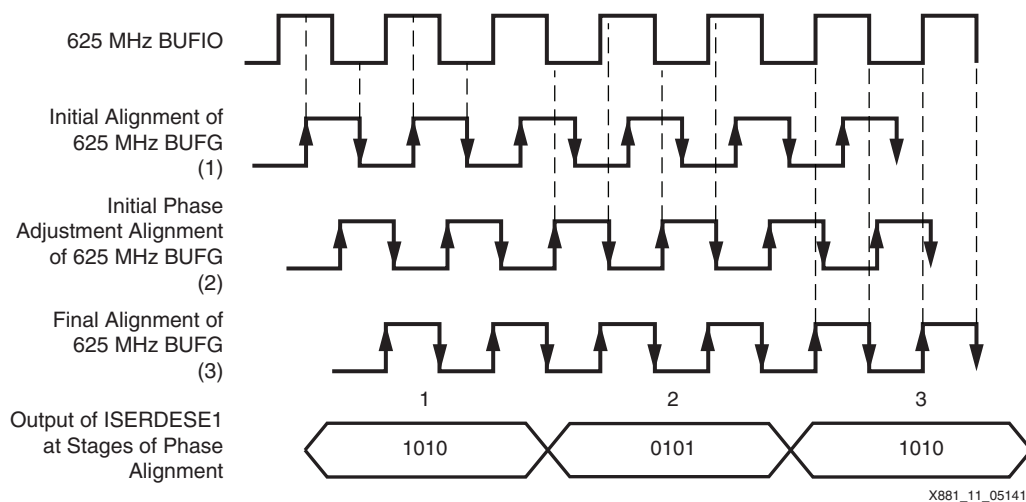 625 MHz BUFIO
Initial Alignment of
625 MHz BUFG
(1)
Initial Phase
Adjustment Alignment
of 625 MHz BUFG
(2)
Final Alignment of
625 MHz BUFG
(3)
1
2
3
Output of ISERDESE1
at Stages of Phase
Alignment
1010
0101
1010
X881_11_05141